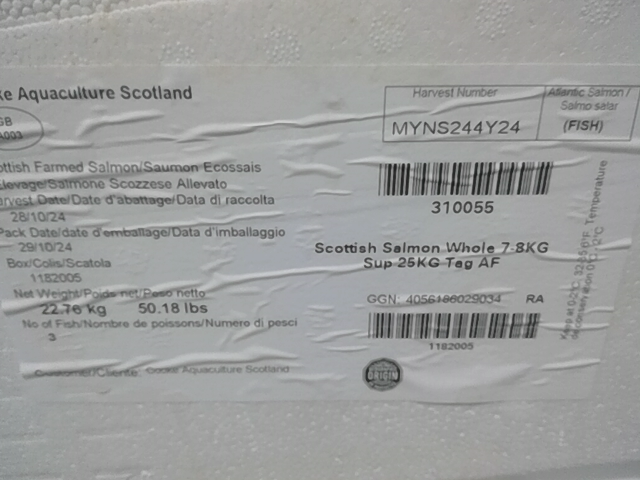 Aquaculture Scotland
GB
Harvest Number
Atlantic Salmon /
Salmo salar
MYNS244Y24
(FISH)
ttish Farmed Salmon/Saumon Ecossais
levage/Salmone Scozzese Allevato
rvest Date/Date d'abattage/Data di raccolta
28/10/24
Pack Date/date d'emballage/Data d'imballaggio
29/10/24
Box/Colis/Scatola
1182005
Net Weight/Poids net/Peso netto
22.76 kg 50.18 lbs
No of Fish/Nombre de poissons/Numero di pesci
3
Customer/Cliente: Cooke Aquaculture Scotland
310055
Scottish Salmon Whole 7-8KG
Sup 25KG Tag AF
GGN: 4056186029034 RA
1182005
ORIGIN